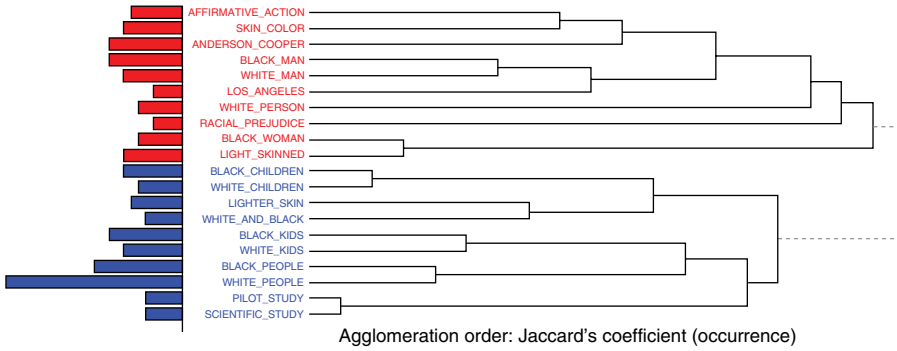 AFFIRMATIVE_ACTION
SKIN_COLOR
ANDERSON_COOPER
BLACK_MAN
WHITE_MAN
LOS_ANGELES
WHITE_PERSON
RACIAL_PREJUDICE
BLACK_WOMAN
LIGHT_SKINNED
BLACK_CHILDREN
WHITE_CHILDREN
LIGHTER_SKIN
WHITE_AND_BLACK
BLACK_KIDS
WHITE_KIDS
BLACK_PEOPLE
WHITE_PEOPLE
PILOT_STUDY
SCIENTIFIC_STUDY
Agglomeration order: Jaccard's coefficient (occurrence)